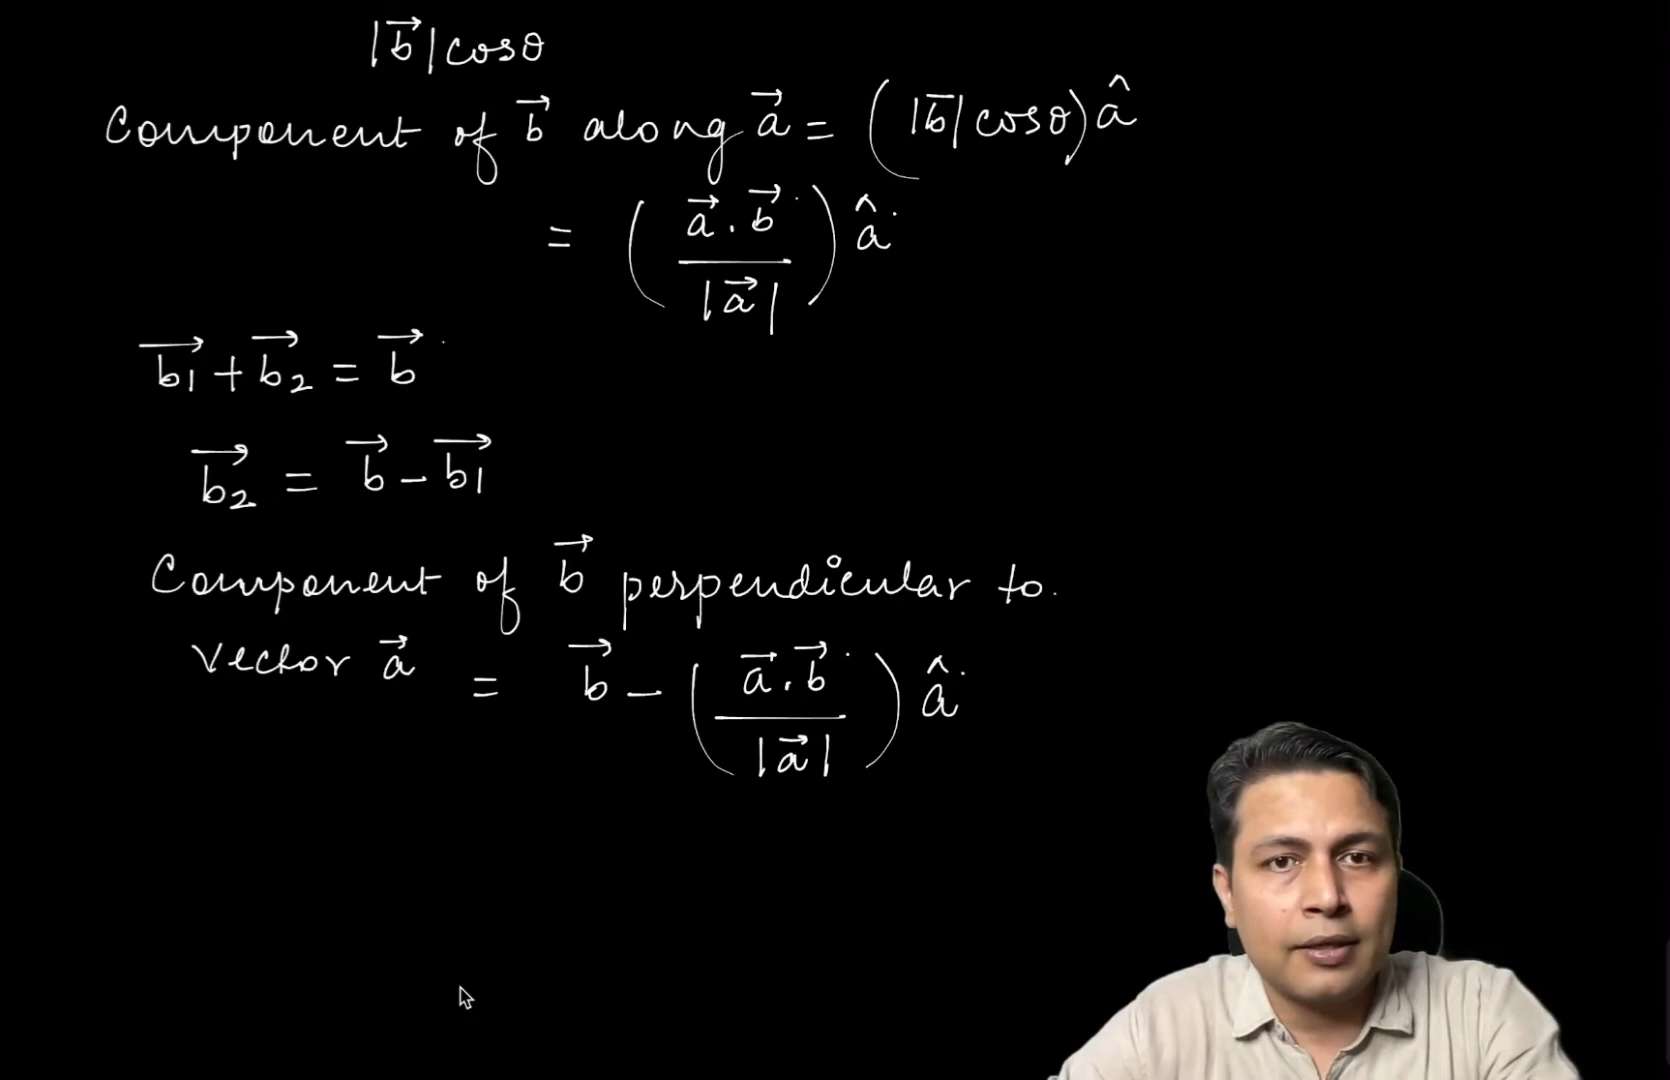 |b⃗|cosθ
Component of b⃗ along a⃗ = (|b̅|cosθ)â
= (a⃗.b⃗ / |a⃗|) â
b⃗1 + b⃗2 = b⃗
b⃗2 = b⃗ - b⃗1
Component of b⃗ perpendicular to
vector a⃗ = b⃗ - (a⃗.b⃗ / |a⃗|) â